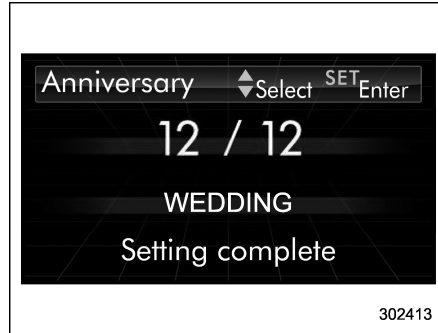 Anniversary Select SET Enter
12 / 12
WEDDING
Setting complete
302413